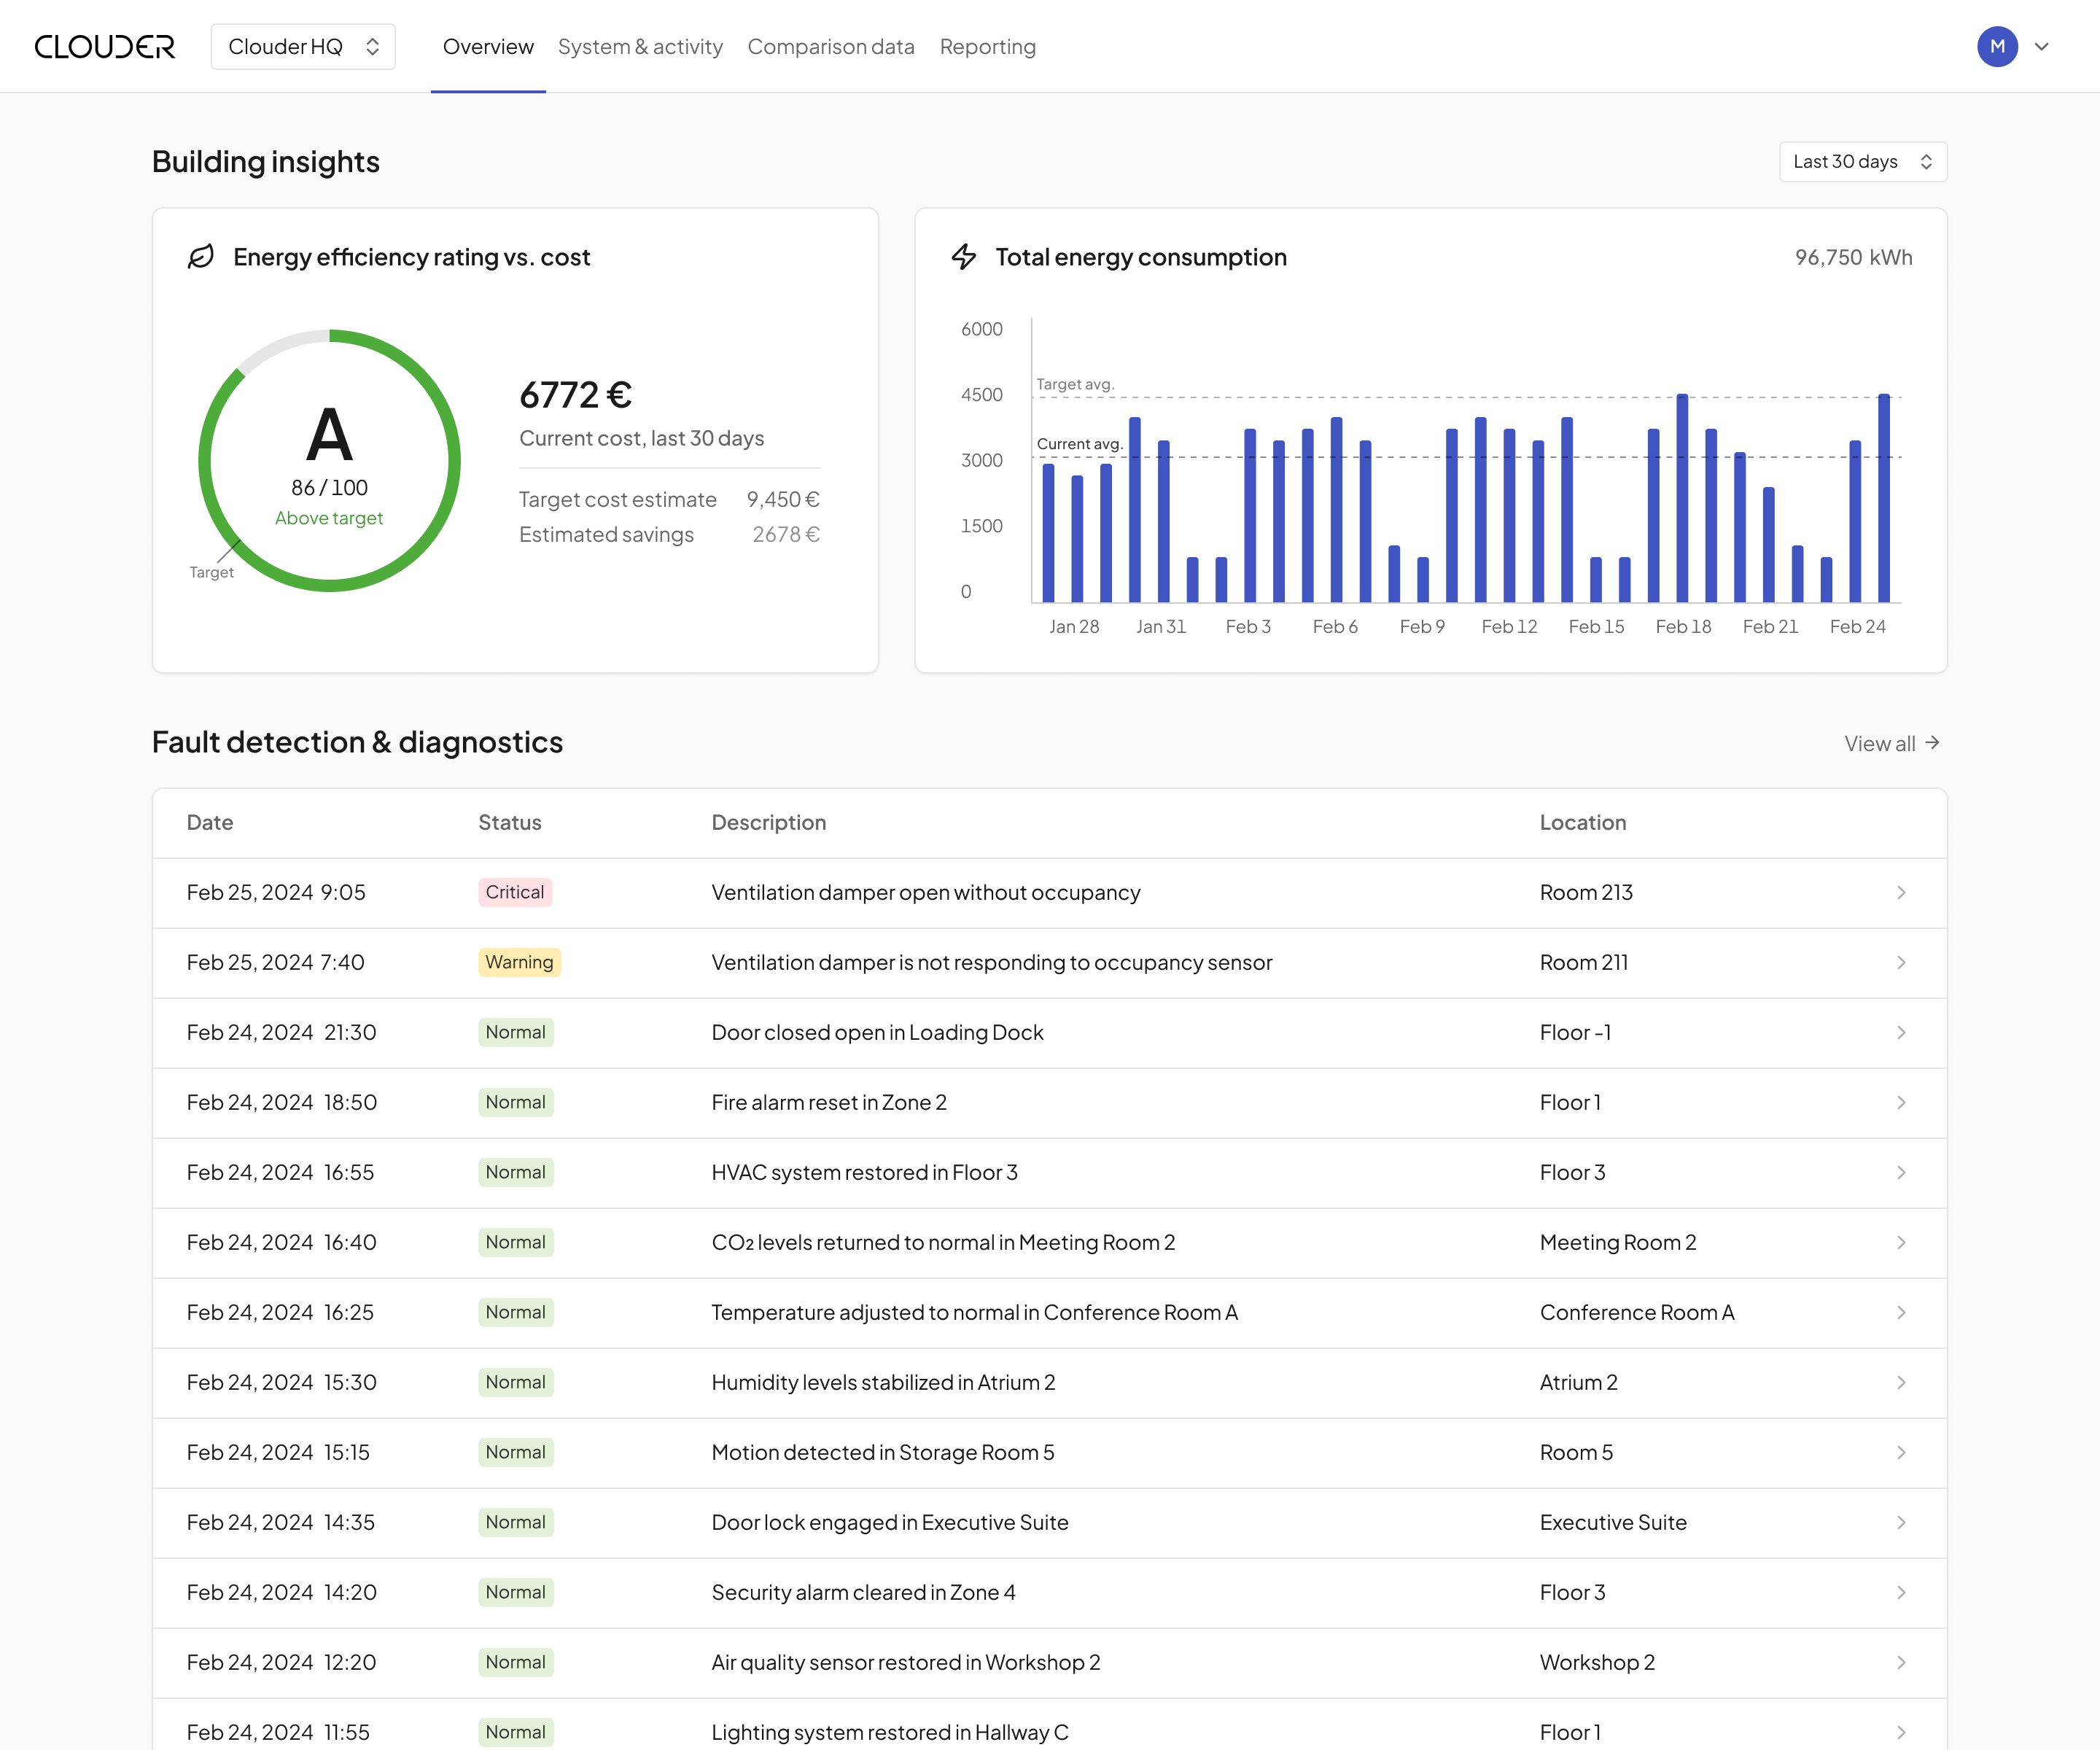 CLOUDER
Clouder HQ
Overview
System & activity
Comparison data
Reporting
M
Building insights
Last 30 days
Energy efficiency rating vs. cost
A
86 / 100
Above target
Target
6772 €
Current cost, last 30 days
Target cost estimate 9,450 €
Estimated savings 2678 €
Total energy consumption
96,750 kWh
6000
Target avg.
4500
Current avg.
3000
1500
0
Jan 28 Jan 31 Feb 3 Feb 6 Feb 9 Feb 12 Feb 15 Feb 18 Feb 21 Feb 24
Fault detection & diagnostics
View all
Date Status Description Location
Feb 25, 2024 9:05 Critical Ventilation damper open without occupancy Room 213
Feb 25, 2024 7:40 Warning Ventilation damper is not responding to occupancy sensor Room 211
Feb 24, 2024 21:30 Normal Door closed open in Loading Dock Floor -1
Feb 24, 2024 18:50 Normal Fire alarm reset in Zone 2 Floor 1
Feb 24, 2024 16:55 Normal HVAC system restored in Floor 3 Floor 3
Feb 24, 2024 16:40 Normal CO₂ levels returned to normal in Meeting Room 2 Meeting Room 2
Feb 24, 2024 16:25 Normal Temperature adjusted to normal in Conference Room A Conference Room A
Feb 24, 2024 15:30 Normal Humidity levels stabilized in Atrium 2 Atrium 2
Feb 24, 2024 15:15 Normal Motion detected in Storage Room 5 Room 5
Feb 24, 2024 14:35 Normal Door lock engaged in Executive Suite Executive Suite
Feb 24, 2024 14:20 Normal Security alarm cleared in Zone 4 Floor 3
Feb 24, 2024 12:20 Normal Air quality sensor restored in Workshop 2 Workshop 2
Feb 24, 2024 11:55 Normal Lighting system restored in Hallway C Floor 1